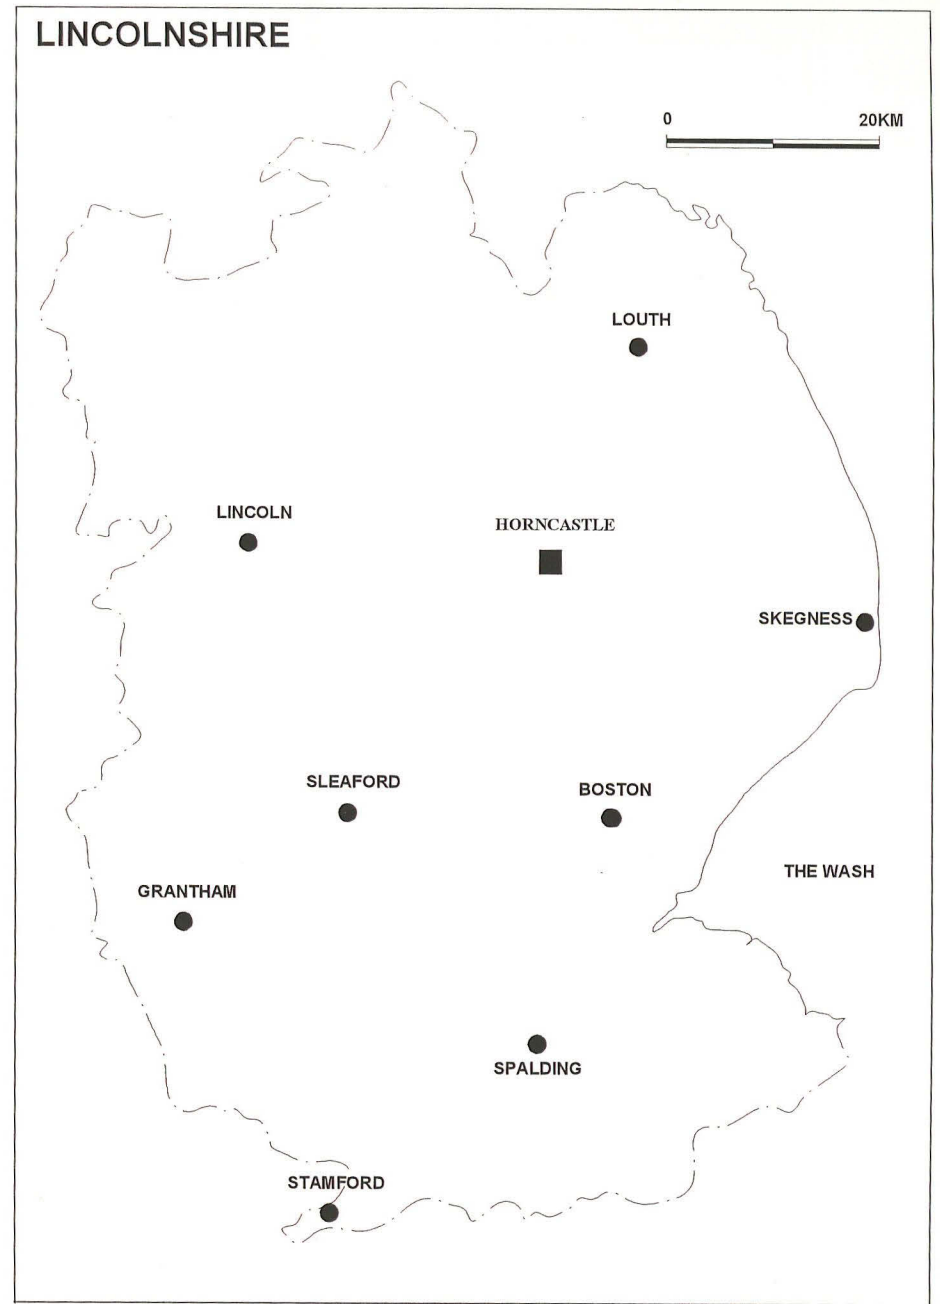 LINCOLNSHIRE
0 20KM
LOUTH
LINCOLN
HORNCASTLE
SKEGNESS
SLEAFORD
BOSTON
THE WASH
GRANTHAM
SPALDING
STAMFORD